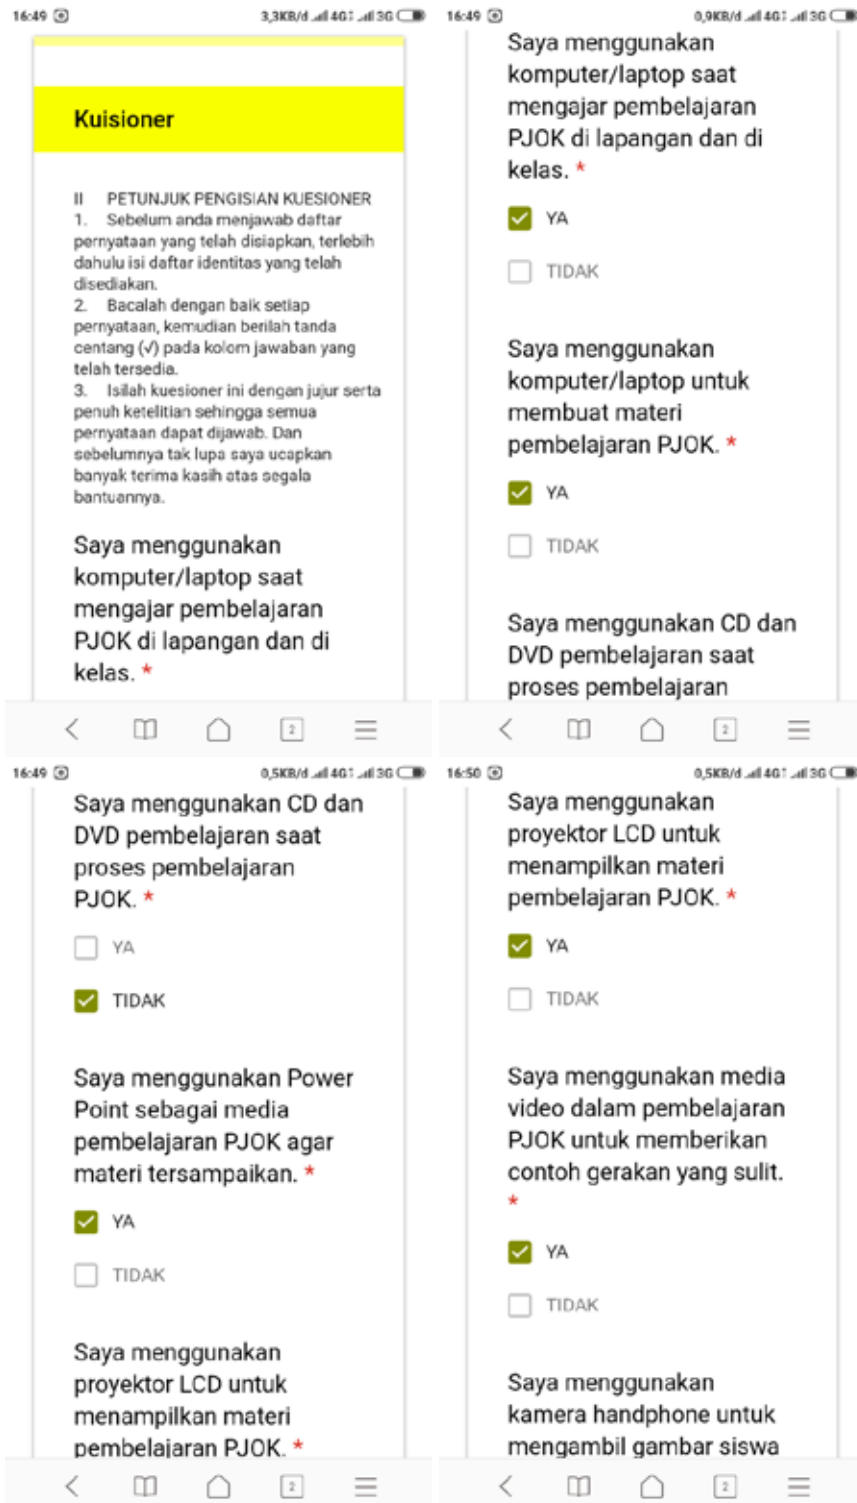 16:49
3,3KB/d 4G 3G
Kuisioner
II PETUNJUK PENGISIAN KUESIONER
1. Sebelum anda menjawab daftar
pernyataan yang telah disiapkan, terlebih
dahulu isi daftar identitas yang telah
disediakan.
2. Bacalah dengan baik setiap
pernyataan, kemudian berilah tanda
centang (√) pada kolom jawaban yang
telah tersedia.
3. Isilah kuesioner ini dengan jujur serta
penuh ketelitian sehingga semua
pernyataan dapat dijawab. Dan
sebelumnya tak lupa saya ucapkan
banyak terima kasih atas segala
bantuannya.
Saya menggunakan
komputer/laptop saat
mengajar pembelajaran
PJOK di lapangan dan di
kelas. *
2
16:49
0,9KB/d 4G 3G
Saya menggunakan
komputer/laptop saat
mengajar pembelajaran
PJOK di lapangan dan di
kelas. *
YA
TIDAK
Saya menggunakan
komputer/laptop untuk
membuat materi
pembelajaran PJOK. *
YA
TIDAK
Saya menggunakan CD dan
DVD pembelajaran saat
proses pembelajaran
2
16:49
0,5KB/d 4G 3G
Saya menggunakan CD dan
DVD pembelajaran saat
proses pembelajaran
PJOK. *
YA
TIDAK
Saya menggunakan Power
Point sebagai media
pembelajaran PJOK agar
materi tersampaikan. *
YA
TIDAK
Saya menggunakan
proyektor LCD untuk
menampilkan materi
pembelajaran PJOK. *
2
16:50
0,5KB/d 4G 3G
Saya menggunakan
proyektor LCD untuk
menampilkan materi
pembelajaran PJOK. *
YA
TIDAK
Saya menggunakan media
video dalam pembelajaran
PJOK untuk memberikan
contoh gerakan yang sulit.
*
YA
TIDAK
Saya menggunakan
kamera handphone untuk
mengambil gambar siswa
2